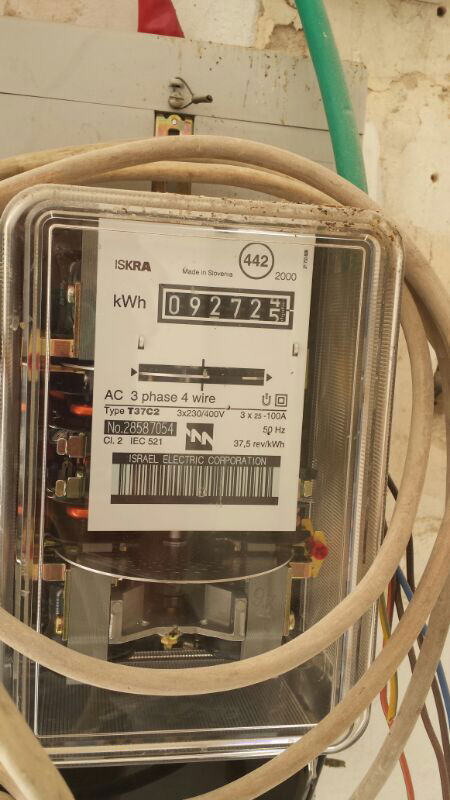 ISKRA
Made in Slovenia
442
2000
kWh
09272
AC 3 phase 4 wire
Type T37C2 3x230/400V 3 x 25-100A
No.28587054 50 Hz
Cl. 2 IEC 521 37,5 rev/kWh
ISRAEL ELECTRIC CORPORATION